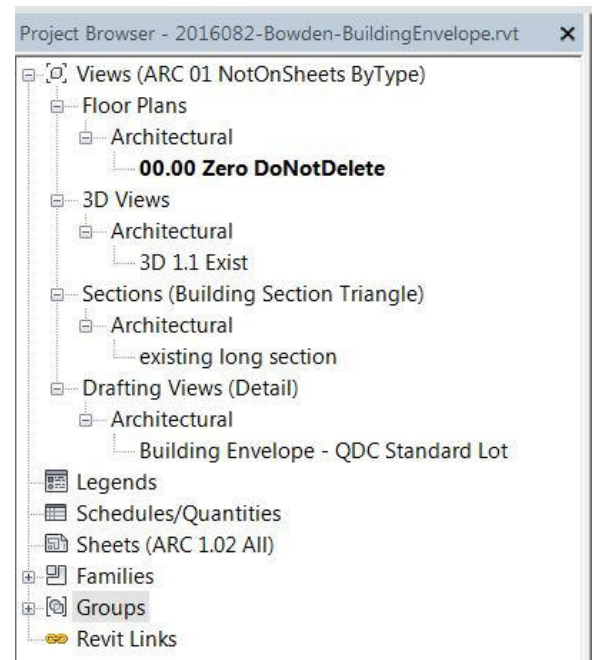 Project Browser - 2016082-Bowden-BuildingEnvelope.rvt
Views (ARC 01 NotOnSheets ByType)
Floor Plans
Architectural
00.00 Zero DoNotDelete
3D Views
Architectural
3D 1.1 Exist
Sections (Building Section Triangle)
Architectural
existing long section
Drafting Views (Detail)
Architectural
Building Envelope - QDC Standard Lot
Legends
Schedules/Quantities
Sheets (ARC 1.02 All)
Families
Groups
Revit Links